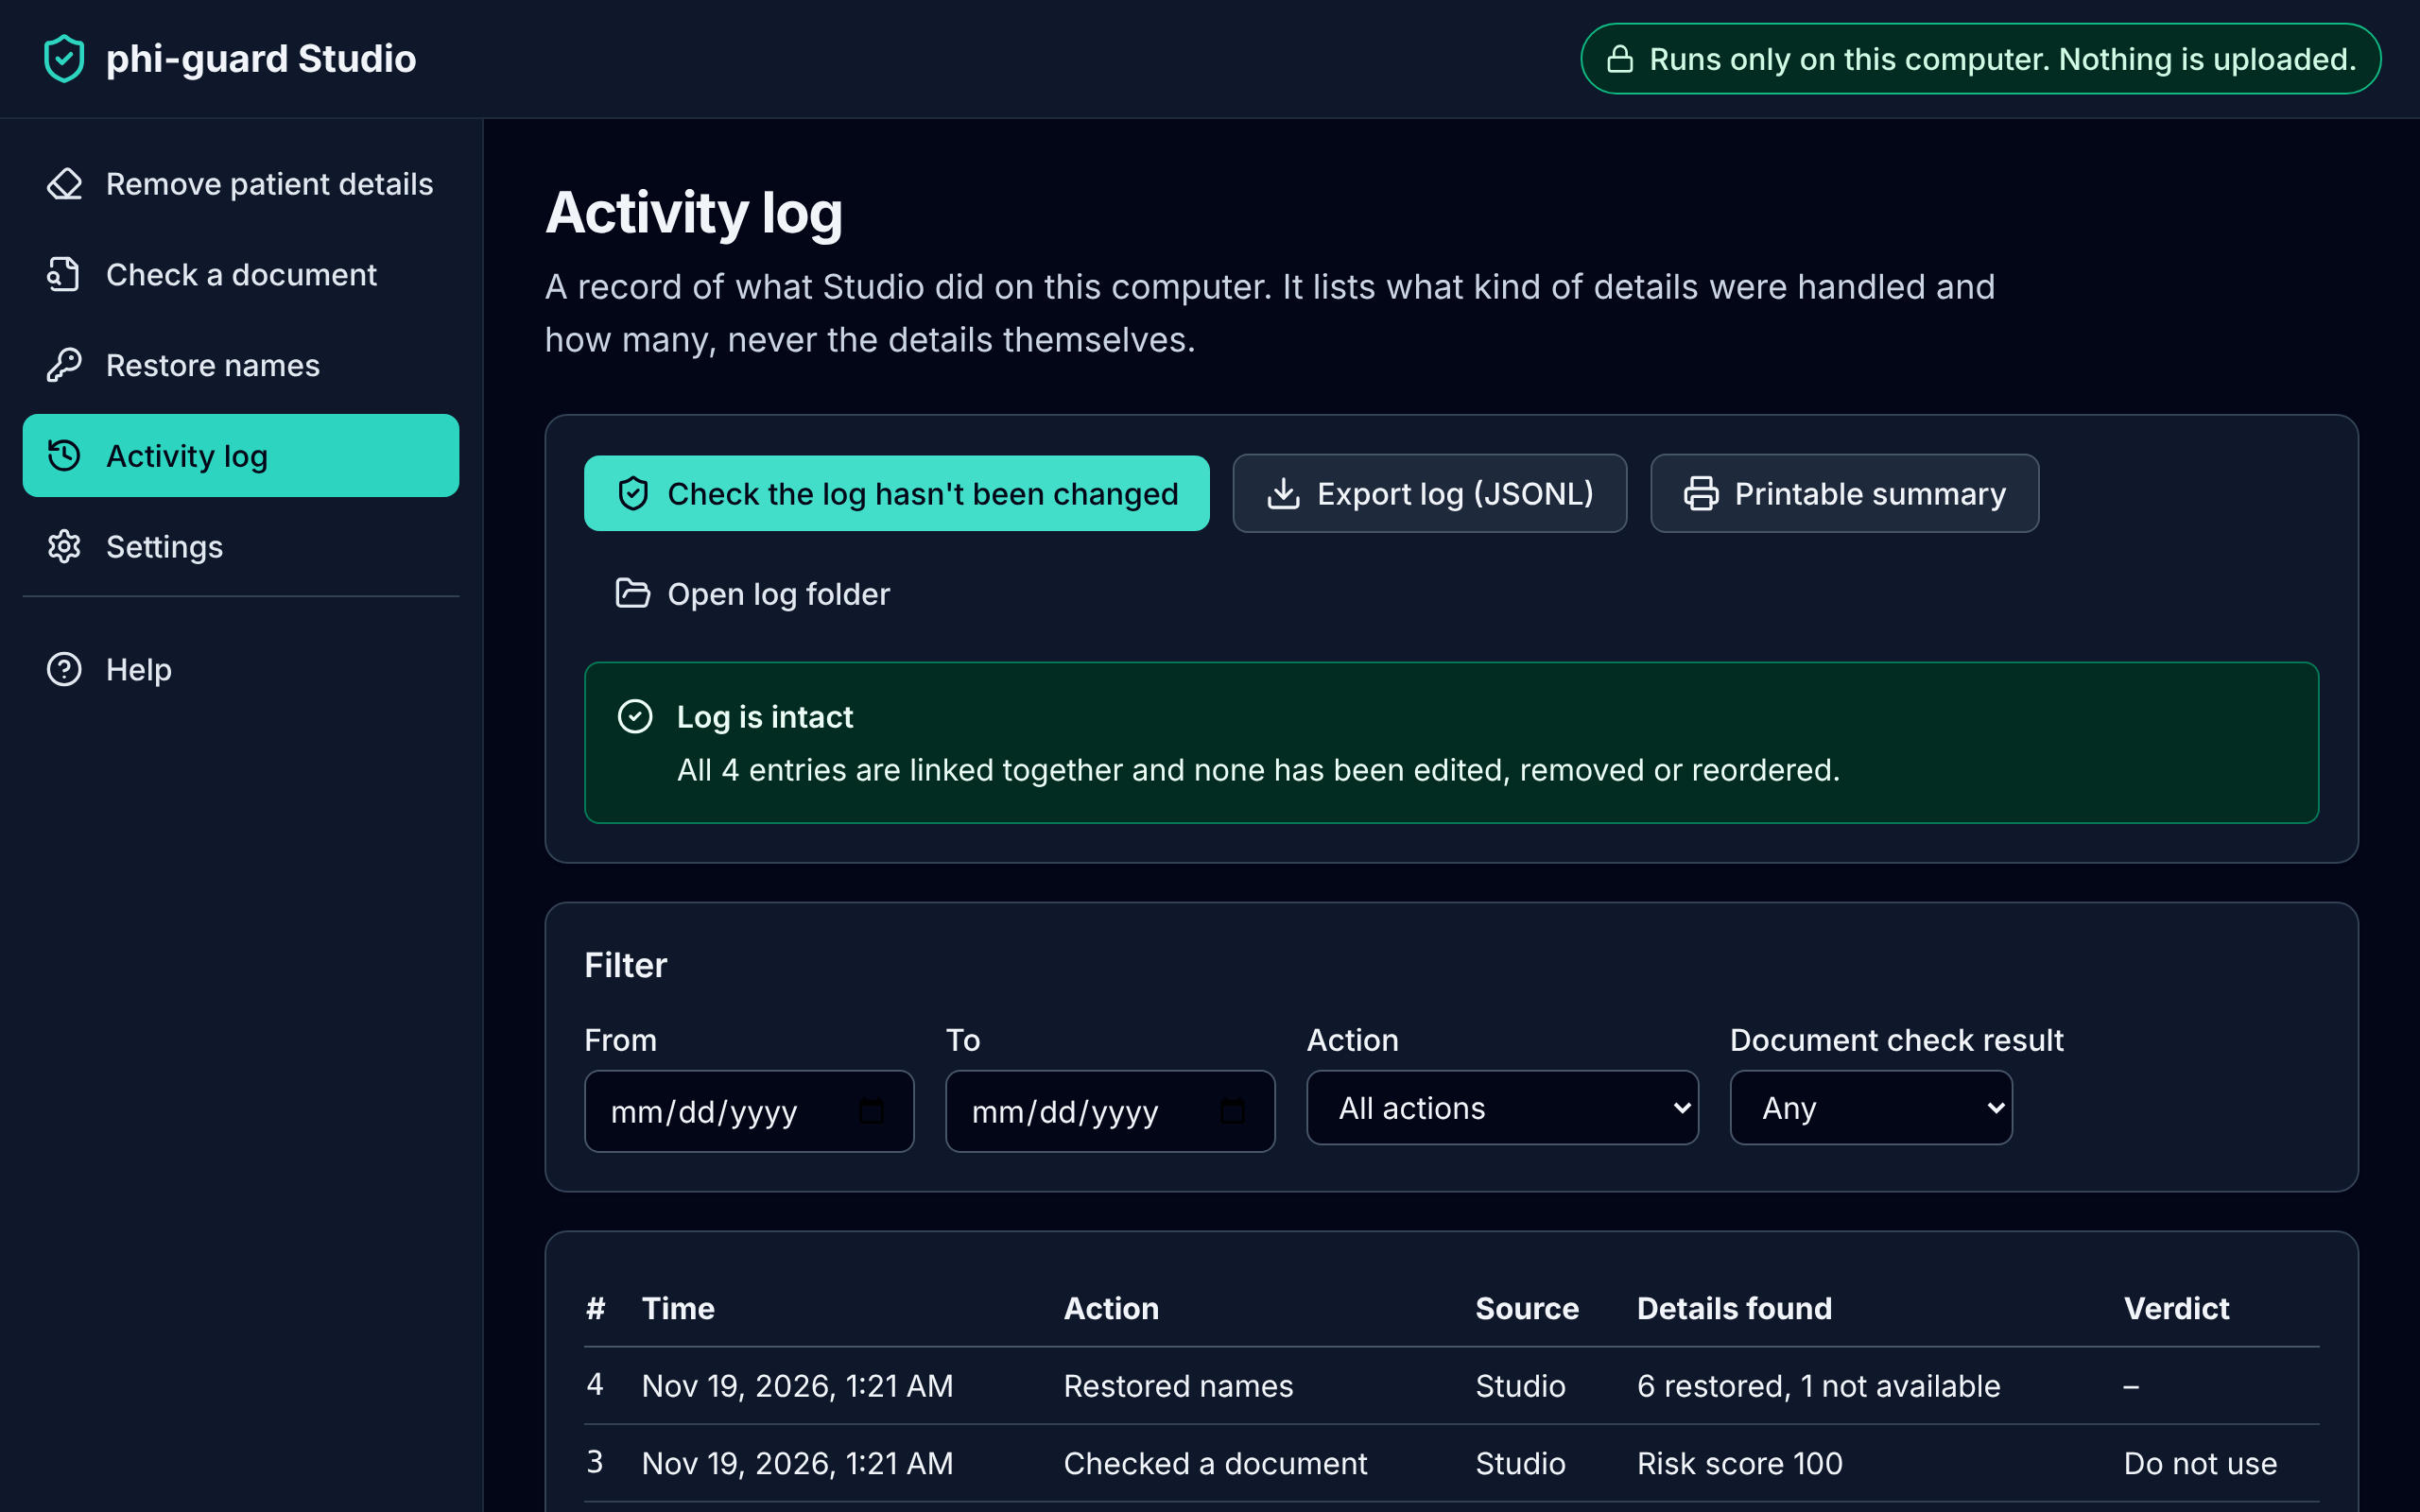 phi-guard Studio
Runs only on this computer. Nothing is uploaded.
Remove patient details
Check a document
Restore names
Activity log
Settings
Help
Activity log
A record of what Studio did on this computer. It lists what kind of details were handled and
how many, never the details themselves.
Check the log hasn't been changed
Export log (JSONL)
Printable summary
Open log folder
Log is intact
All 4 entries are linked together and none has been edited, removed or reordered.
Filter
From To Action Document check result
mm/dd/yyyy mm/dd/yyyy All actions Any
# Time Action Source Details found Verdict
4 Nov 19, 2026, 1:21 AM Restored names Studio 6 restored, 1 not available –
3 Nov 19, 2026, 1:21 AM Checked a document Studio Risk score 100 Do not use